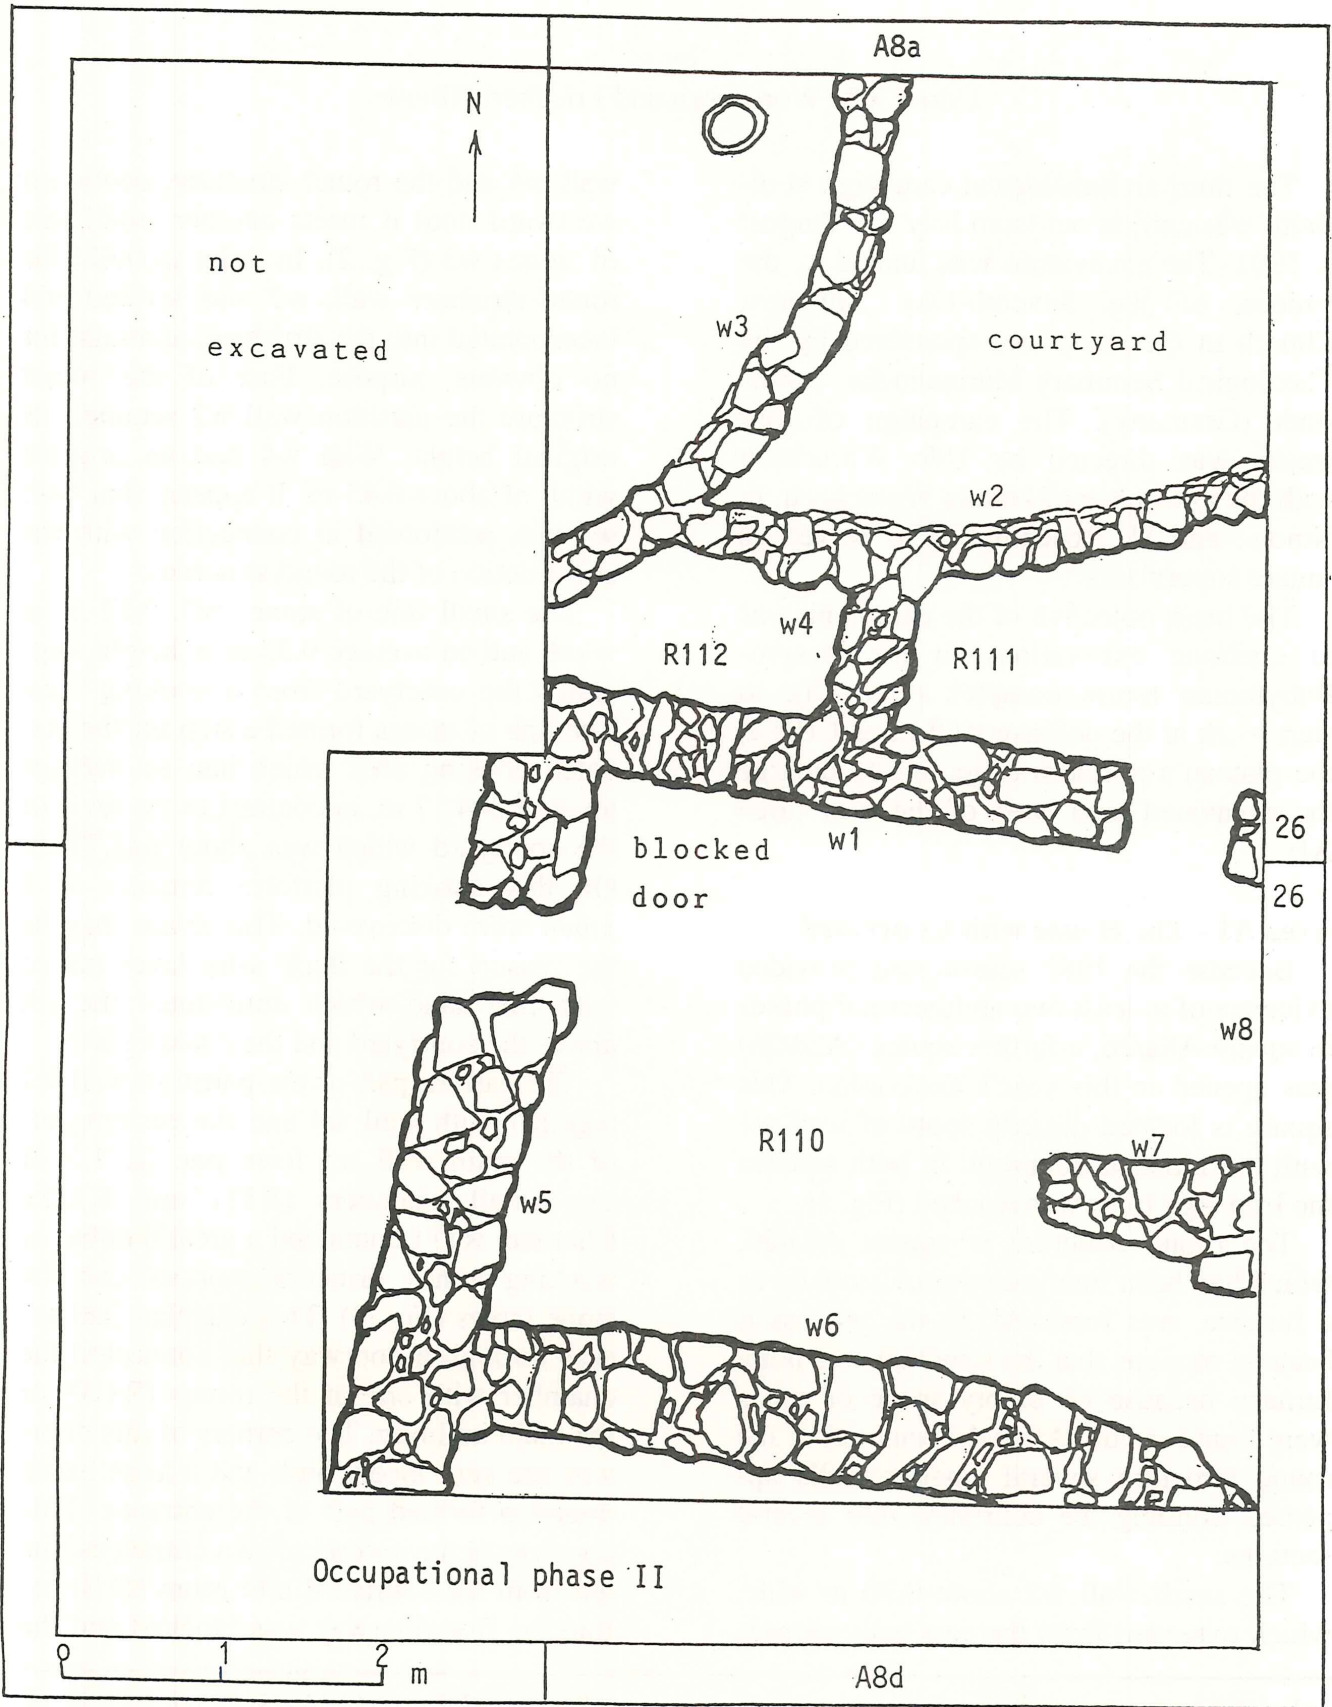 A8a
N
not
excavated
w3
courtyard
w2
w4
R112
R111
w1
blocked
door
26
26
w8
R110
w7
w5
w6
Occupational phase II
0 1 2 m
A8d